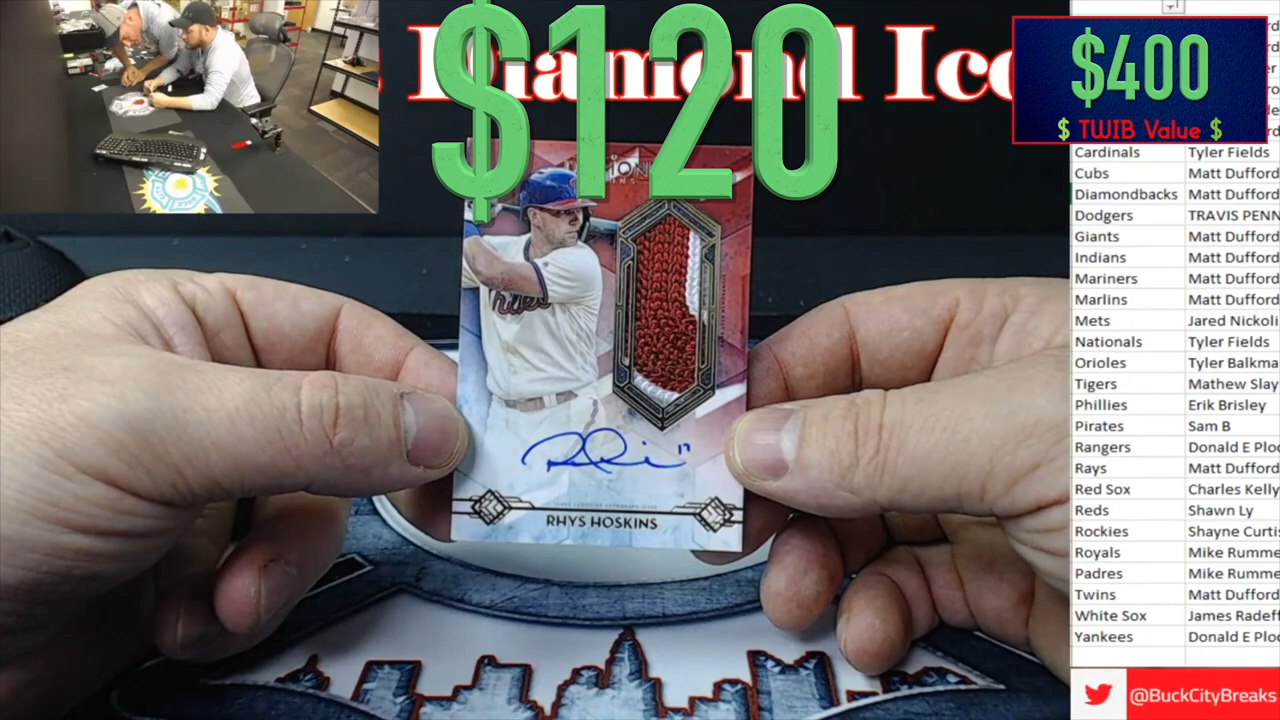 $120
Diamond Ico
$400
$ TWIB Value $
Cardinals Tyler Fields
Cubs Matt Dufford
Diamondbacks Matt Dufford
Dodgers TRAVIS PENN
Giants Matt Dufford
Indians Matt Dufford
Mariners Matt Dufford
Marlins Matt Dufford
Mets Jared Nickoli
Nationals Tyler Fields
Orioles Tyler Balkma
Tigers Mathew Slay
Phillies Erik Brisley
Pirates Sam B
Rangers Donald E Plo
Rays Matt Dufford
Red Sox Charles Kelly
Reds Shawn Ly
Rockies Shayne Curtis
Royals Mike Rumme
Padres Mike Rumme
Twins Matt Dufford
White Sox James Radef
Yankees Donald E Plo
Phillies
17
RHYS HOSKINS
@BuckCityBreaks